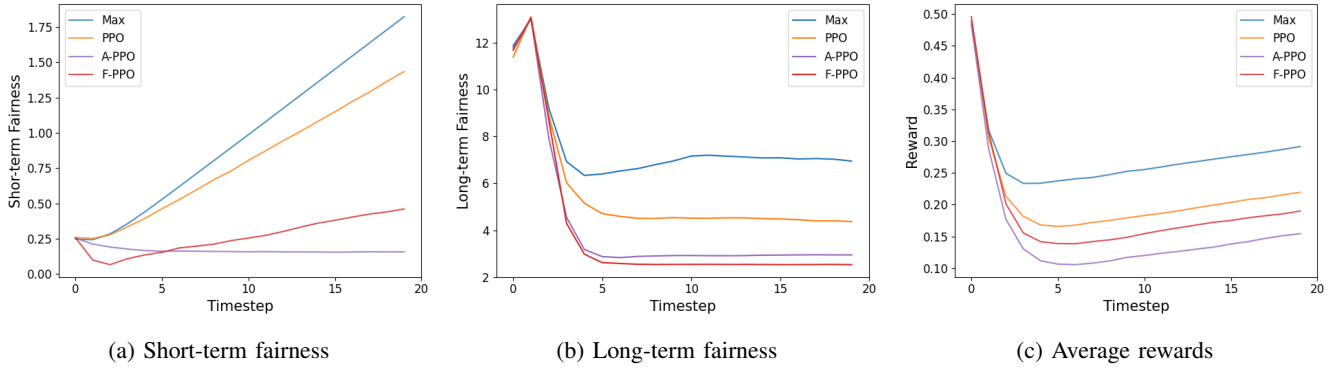 Max
PPO
A-PPO
F-PPO
1.75
1.50
1.25
1.00
0.75
0.50
0.25
0.00
Shor-term Fairness
0 5 10 15 20
Timestep
(a) Short-term fairness
Max
PPO
A-PPO
F-PPO
12
10
8
6
4
2
Long-term Fairness
0 5 10 15 20
Timestep
(b) Long-term fairness
Max
PPO
A-PPO
F-PPO
0.50
0.45
0.40
0.35
0.30
0.25
0.20
0.15
0.10
Reward
0 5 10 15 20
Timestep
(c) Average rewards